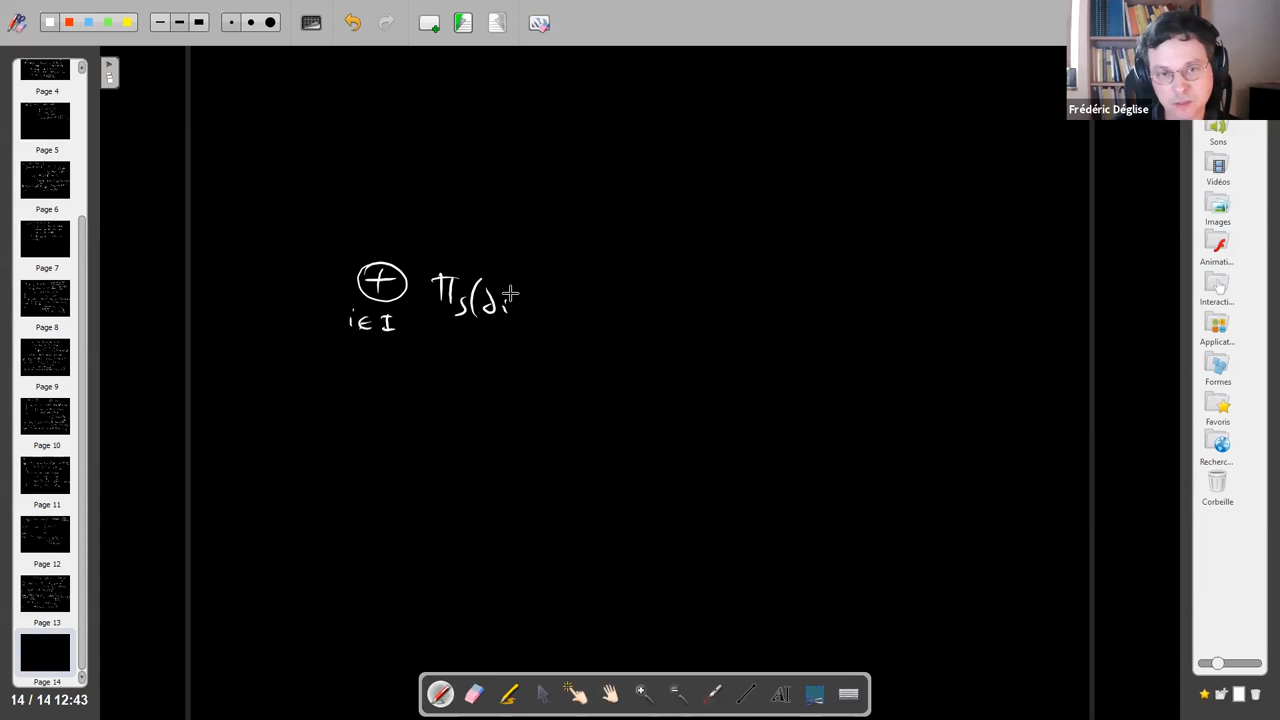 Frédéric Déglise
Page 4
Page 5
Page 6
Page 7
Page 8
Page 9
Page 10
Page 11
Page 12
Page 13
Page 14
14 / 14 12:43
⊕ Π_S(∂i
i ∈ I
Sons
Vidéos
Images
Animati...
Interacti...
Applicat...
Formes
Favoris
Recherc...
Corbeille
AI